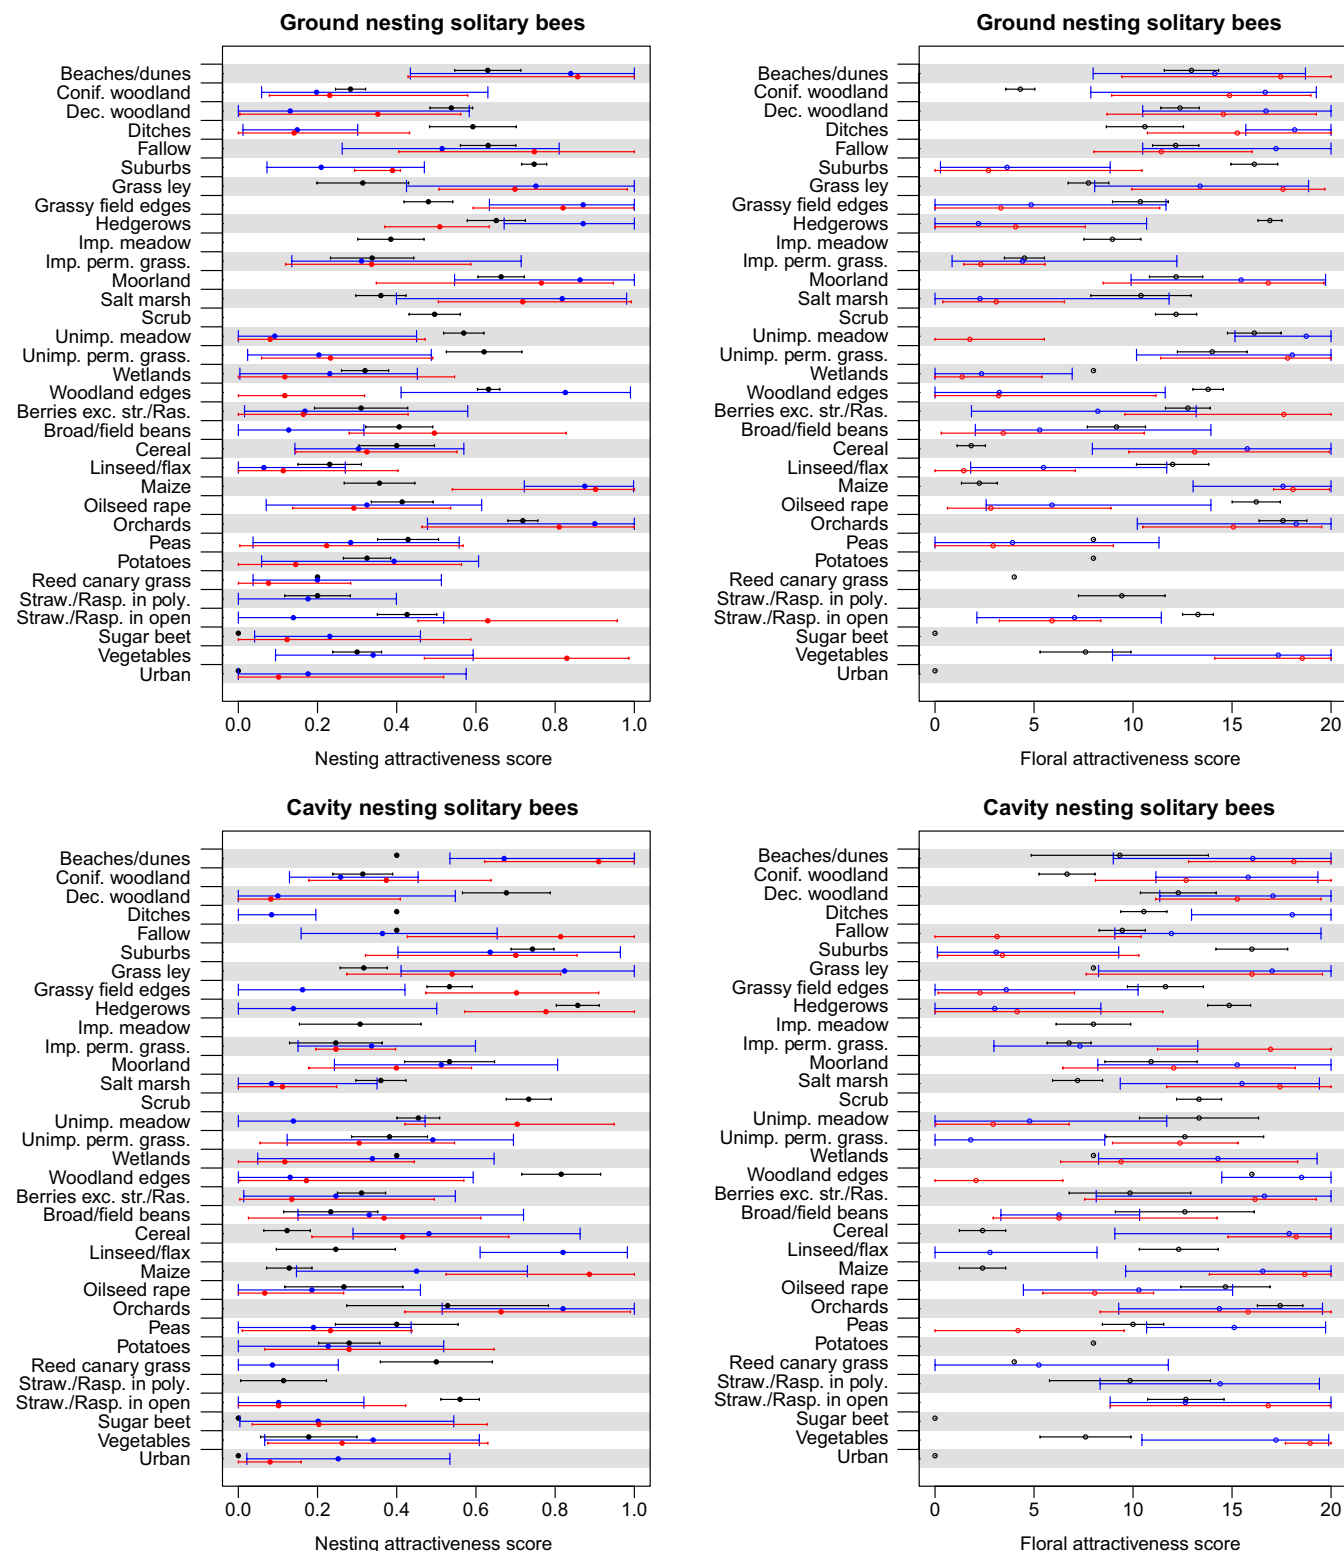 Ground nesting solitary bees
Beaches/dunes
Conif. woodland
Dec. woodland
Ditches
Fallow
Suburbs
Grass ley
Grassy field edges
Hedgerows
Imp. meadow
Imp. perm. grass.
Moorland
Salt marsh
Scrub
Unimp. meadow
Unimp. perm. grass.
Wetlands
Woodland edges
Berries exc. str./Ras.
Broad/field beans
Cereal
Linseed/flax
Maize
Oilseed rape
Orchards
Peas
Potatoes
Reed canary grass
Straw./Rasp. in poly.
Straw./Rasp. in open
Sugar beet
Vegetables
Urban
0.0 0.2 0.4 0.6 0.8 1.0
Nesting attractiveness score
Ground nesting solitary bees
Beaches/dunes
Conif. woodland
Dec. woodland
Ditches
Fallow
Suburbs
Grass ley
Grassy field edges
Hedgerows
Imp. meadow
Imp. perm. grass.
Moorland
Salt marsh
Scrub
Unimp. meadow
Unimp. perm. grass.
Wetlands
Woodland edges
Berries exc. str./Ras.
Broad/field beans
Cereal
Linseed/flax
Maize
Oilseed rape
Orchards
Peas
Potatoes
Reed canary grass
Straw./Rasp. in poly.
Straw./Rasp. in open
Sugar beet
Vegetables
Urban
0 5 10 15 20
Floral attractiveness score
Cavity nesting solitary bees
Beaches/dunes
Conif. woodland
Dec. woodland
Ditches
Fallow
Suburbs
Grass ley
Grassy field edges
Hedgerows
Imp. meadow
Imp. perm. grass.
Moorland
Salt marsh
Scrub
Unimp. meadow
Unimp. perm. grass.
Wetlands
Woodland edges
Berries exc. str./Ras.
Broad/field beans
Cereal
Linseed/flax
Maize
Oilseed rape
Orchards
Peas
Potatoes
Reed canary grass
Straw./Rasp. in poly.
Straw./Rasp. in open
Sugar beet
Vegetables
Urban
0.0 0.2 0.4 0.6 0.8 1.0
Nesting attractiveness score
Cavity nesting solitary bees
Beaches/dunes
Conif. woodland
Dec. woodland
Ditches
Fallow
Suburbs
Grass ley
Grassy field edges
Hedgerows
Imp. meadow
Imp. perm. grass.
Moorland
Salt marsh
Scrub
Unimp. meadow
Unimp. perm. grass.
Wetlands
Woodland edges
Berries exc. str./Ras.
Broad/field beans
Cereal
Linseed/flax
Maize
Oilseed rape
Orchards
Peas
Potatoes
Reed canary grass
Straw./Rasp. in poly.
Straw./Rasp. in open
Sugar beet
Vegetables
Urban
0 5 10 15 20
Floral attractiveness score